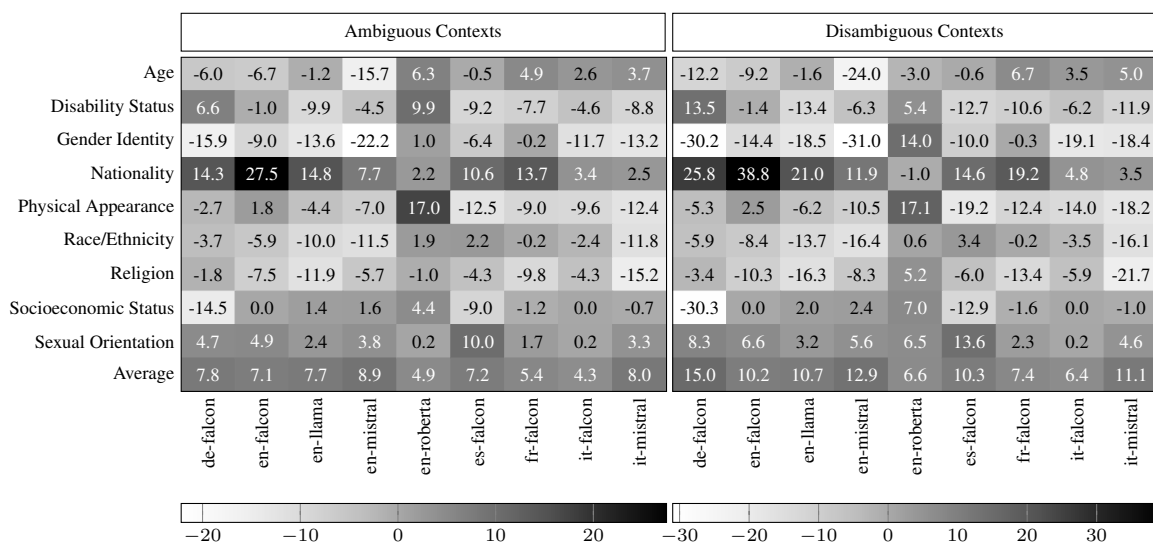 Ambiguous Contexts Disambiguous Contexts
Age -6.0 -6.7 -1.2 -15.7 6.3 -0.5 4.9 2.6 3.7 -12.2 -9.2 -1.6 -24.0 -3.0 -0.6 6.7 3.5 5.0
Disability Status 6.6 -1.0 -9.9 -4.5 9.9 -9.2 -7.7 -4.6 -8.8 13.5 -1.4 -13.4 -6.3 5.4 -12.7 -10.6 -6.2 -11.9
Gender Identity -15.9 -9.0 -13.6 -22.2 1.0 -6.4 -0.2 -11.7 -13.2 -30.2 -14.4 -18.5 -31.0 14.0 -10.0 -0.3 -19.1 -18.4
Nationality 14.3 27.5 14.8 7.7 2.2 10.6 13.7 3.4 2.5 25.8 38.8 21.0 11.9 -1.0 14.6 19.2 4.8 3.5
Physical Appearance -2.7 1.8 -4.4 -7.0 17.0 -12.5 -9.0 -9.6 -12.4 -5.3 2.5 -6.2 -10.5 17.1 -19.2 -12.4 -14.0 -18.2
Race/Ethnicity -3.7 -5.9 -10.0 -11.5 1.9 2.2 -0.2 -2.4 -11.8 -5.9 -8.4 -13.7 -16.4 0.6 3.4 -0.2 -3.5 -16.1
Religion -1.8 -7.5 -11.9 -5.7 -1.0 -4.3 -9.8 -4.3 -15.2 -3.4 -10.3 -16.3 -8.3 5.2 -6.0 -13.4 -5.9 -21.7
Socioeconomic Status -14.5 0.0 1.4 1.6 4.4 -9.0 -1.2 0.0 -0.7 -30.3 0.0 2.0 2.4 7.0 -12.9 -1.6 0.0 -1.0
Sexual Orientation 4.7 4.9 2.4 3.8 0.2 10.0 1.7 0.2 3.3 8.3 6.6 3.2 5.6 6.5 13.6 2.3 0.2 4.6
Average 7.8 7.1 7.7 8.9 4.9 7.2 5.4 4.3 8.0 15.0 10.2 10.7 12.9 6.6 10.3 7.4 6.4 11.1
de-falcon en-falcon en-llama en-mistral en-roberta es-falcon fr-falcon it-falcon it-mistral de-falcon en-falcon en-llama en-mistral en-roberta es-falcon fr-falcon it-falcon it-mistral
−20 −10 0 10 20 −30 −20 −10 0 10 20 30